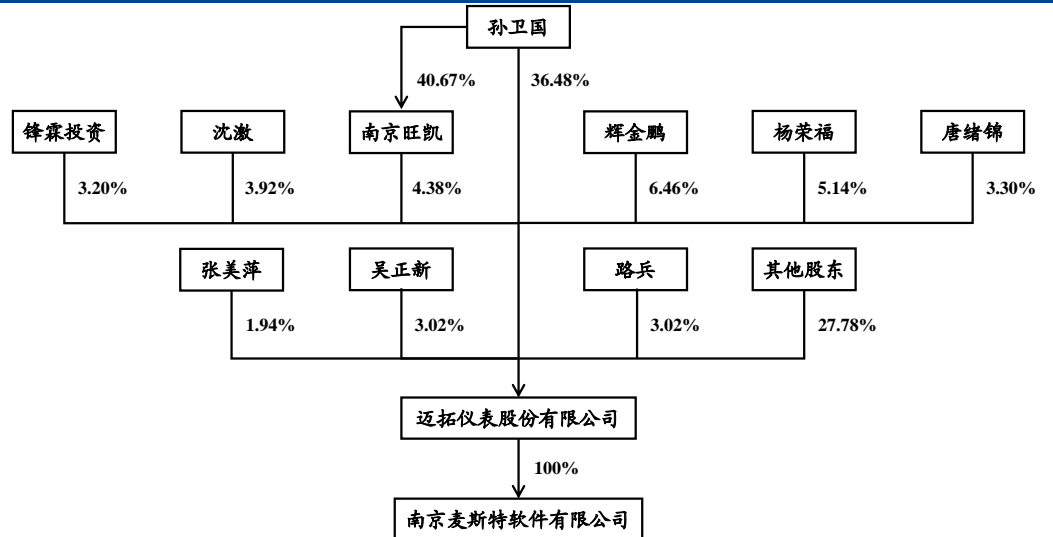 孙卫国
40.67%
36.48%
锋霖投资
沈激
南京旺凯
辉金鹏
杨荣福
唐绪锦
3.20%
3.92%
4.38%
6.46%
5.14%
3.30%
张美萍
吴正新
路兵
其他股东
1.94%
3.02%
3.02%
27.78%
迈拓仪表股份有限公司
100%
南京麦斯特软件有限公司